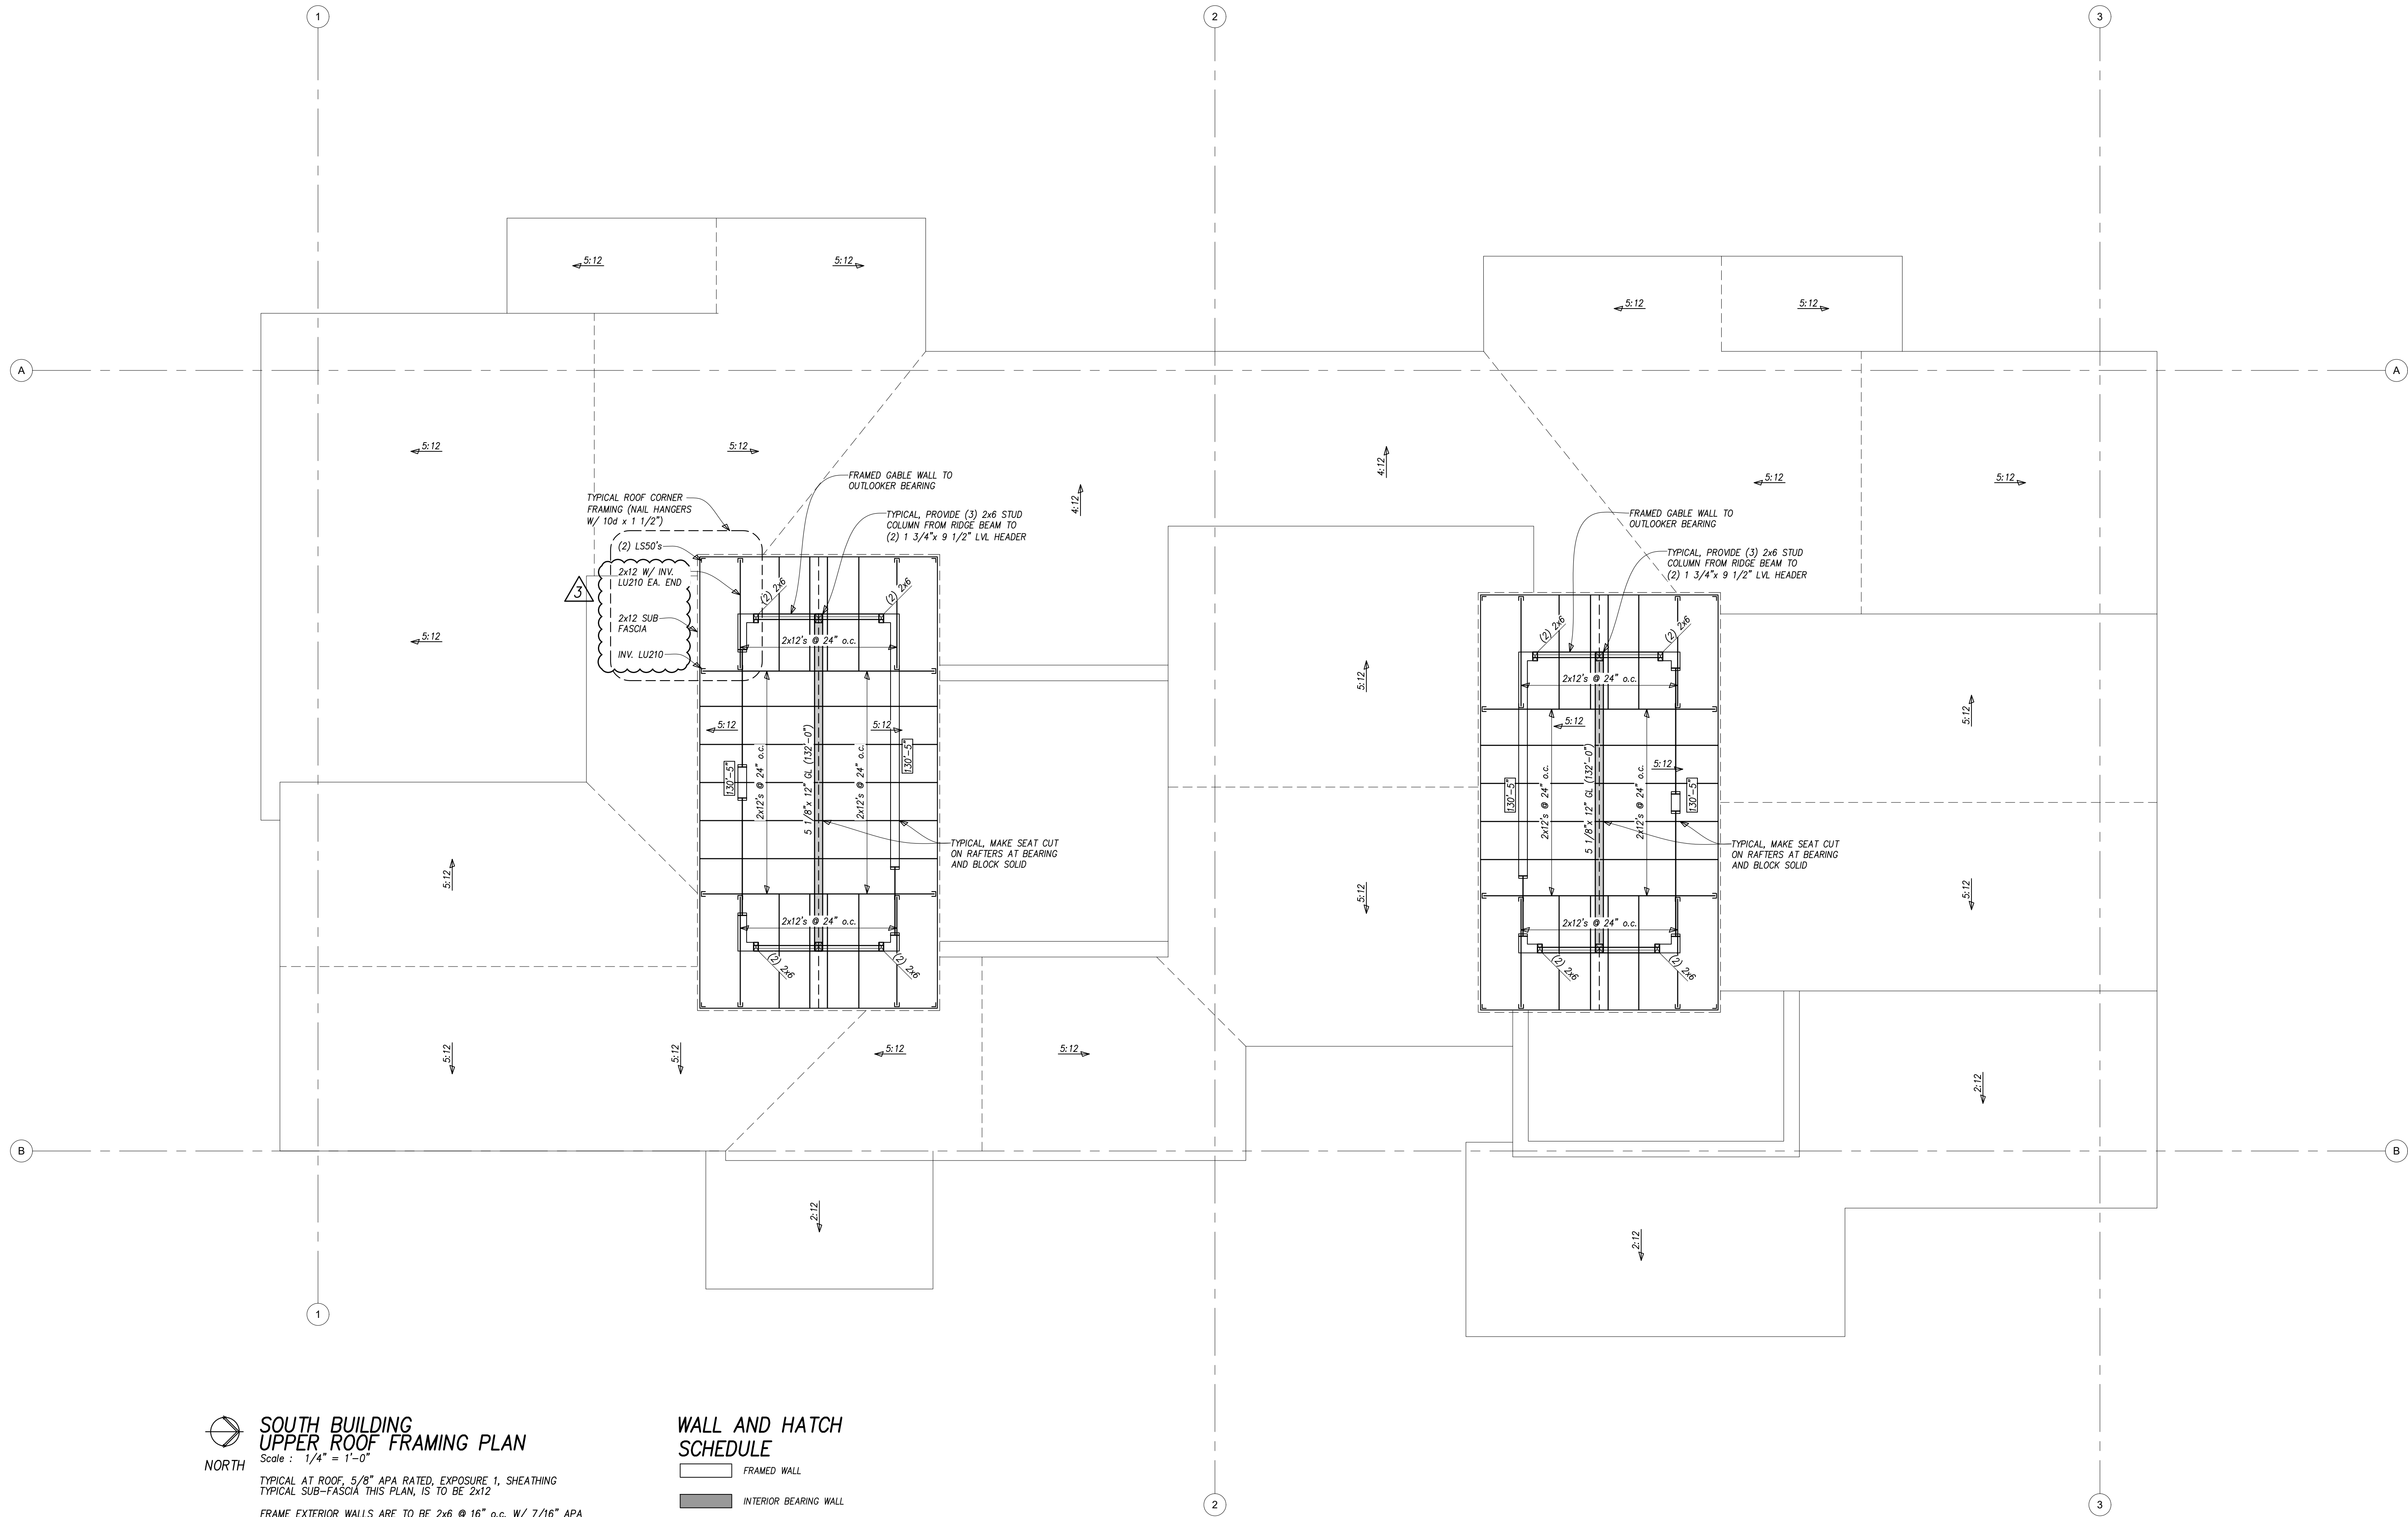 1
2
3
5:12
5:12
5:12
5:12
A
A
5:12
5:12
4:12
4:12
5:12
5:12
TYPICAL ROOF CORNER
FRAMING (NAIL HANGERS
W/ 10d x 1 1/2")
(2) LS50's
2x12 W/ INV.
LU210 EA. END
2x12 SUB
FASCIA
INV. LU210
3
5:12
FRAMED GABLE WALL TO
OUTLOOKER BEARING
TYPICAL, PROVIDE (3) 2x6 STUD
COLUMN FROM RIDGE BEAM TO
(2) 1 3/4"x 9 1/2" LVL HEADER
(2) 2x6
(2) 2x6
2x12's @ 24" o.c.
5:12
5:12
130'-5"
130'-5"
2x12's @ 24" o.c.
5 1/8"x 12" GL (132'-0")
2x12's @ 24" o.c.
TYPICAL, MAKE SEAT CUT
ON RAFTERS AT BEARING
AND BLOCK SOLID
2x12's @ 24" o.c.
(2) 2x6
(2) 2x6
FRAMED GABLE WALL TO
OUTLOOKER BEARING
TYPICAL, PROVIDE (3) 2x6 STUD
COLUMN FROM RIDGE BEAM TO
(2) 1 3/4"x 9 1/2" LVL HEADER
(2) 2x6
(2) 2x6
2x12's @ 24" o.c.
5:12
5:12
130'-5"
130'-5"
2x12's @ 24" o.c.
5 1/8"x 12" GL (132'-0")
2x12's @ 24" o.c.
TYPICAL, MAKE SEAT CUT
ON RAFTERS AT BEARING
AND BLOCK SOLID
2x12's @ 24" o.c.
(2) 2x6
(2) 2x6
5:12
5:12
5:12
5:12
5:12
5:12
5:12
5:12
5:12
2:12
B
B
2:12
2:12
1
2
3
NORTH
SOUTH BUILDING
UPPER ROOF FRAMING PLAN
Scale : 1/4" = 1'-0"
TYPICAL AT ROOF, 5/8" APA RATED, EXPOSURE 1, SHEATHING
TYPICAL SUB-FASCIA THIS PLAN, IS TO BE 2x12
FRAME EXTERIOR WALLS ARE TO BE 2x6 @ 16" o.c. W/ 7/16" APA
WALL AND HATCH
SCHEDULE
FRAMED WALL
INTERIOR BEARING WALL